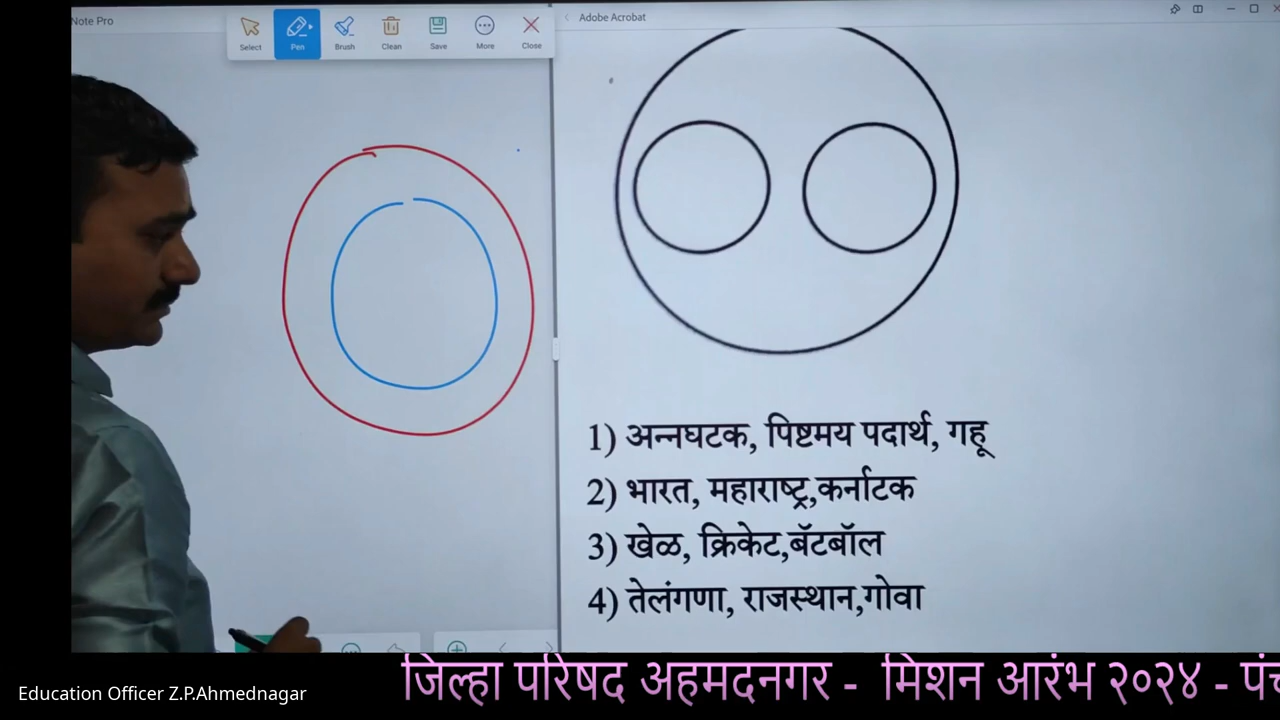 Note Pro
Select
Pen
Brush
Clean
Save
More
Close
Adobe Acrobat
1) अन्नघटक, पिष्टमय पदार्थ, गहू
2) भारत, महाराष्ट्र,कर्नाटक
3) खेळ, क्रिकेट,बॅटबॉल
4) तेलंगणा, राजस्थान,गोवा
जिल्हा परिषद अहमदनगर - मिशन आरंभ २०२४ -
Education Officer Z.P.Ahmednagar